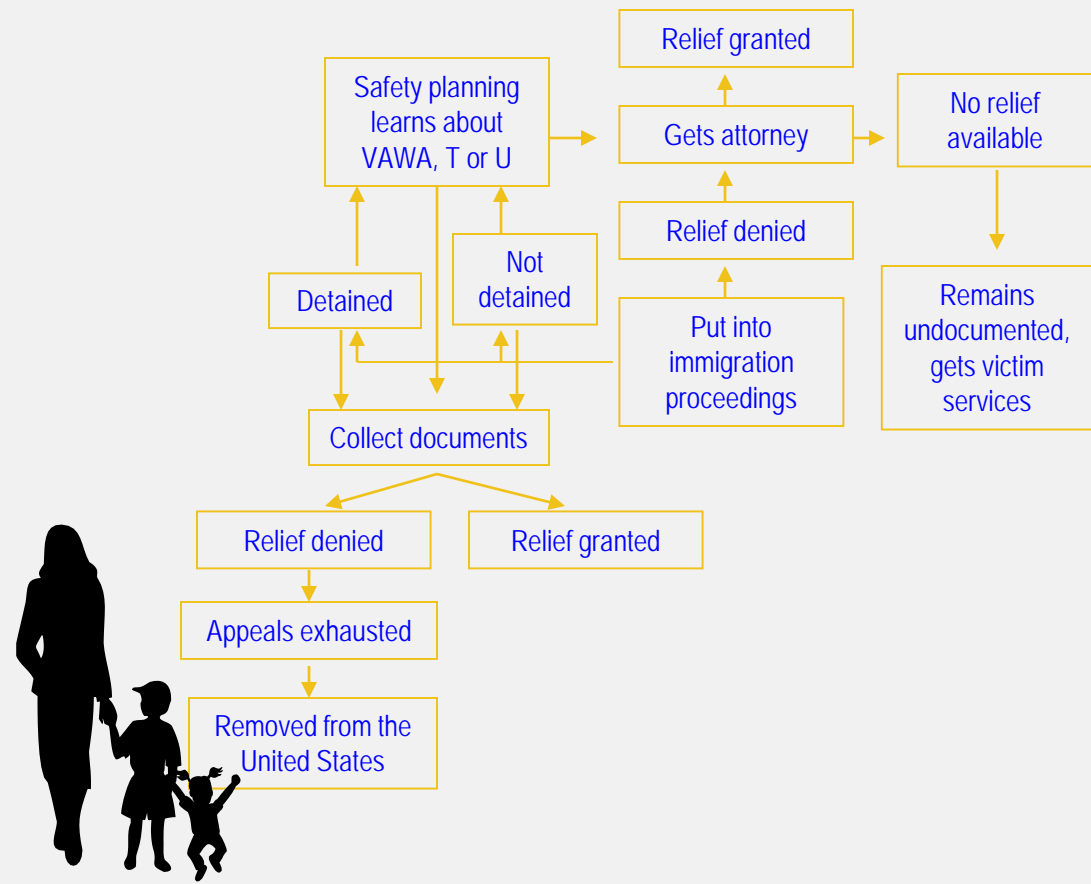 Relief granted
Safety planning
learns about
VAWA, T or U
Gets attorney
No relief
available
Relief denied
Not
detained
Detained
Put into
immigration
proceedings
Remains
undocumented,
gets victim
services
Collect documents
Relief denied
Relief granted
Appeals exhausted
Removed from the
United States